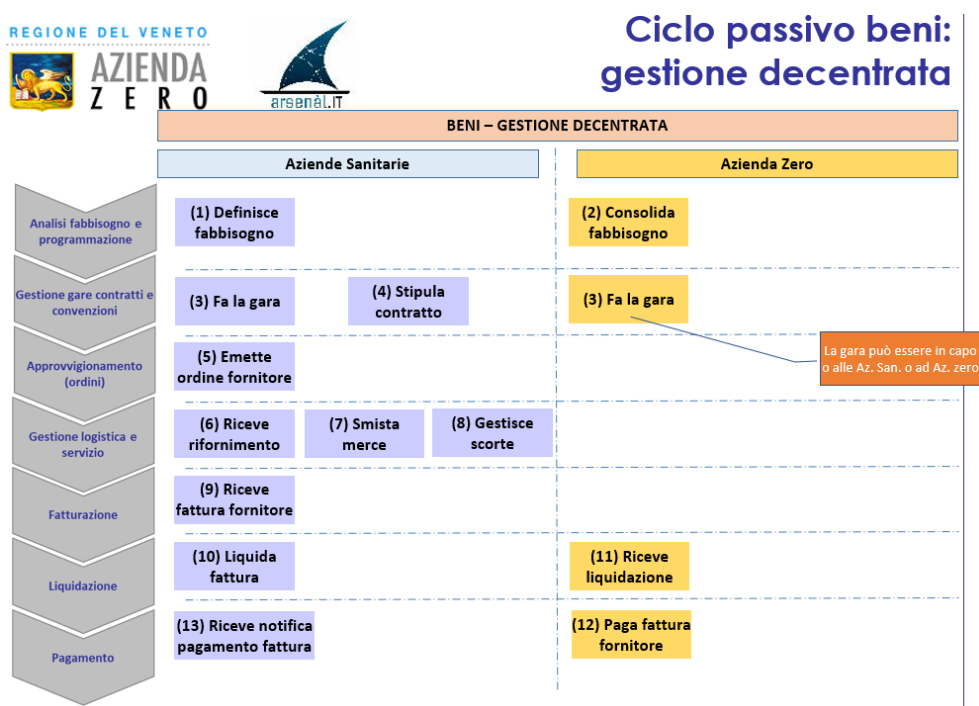 REGIONE DEL VENETO
AZIENDA
ZERO
arsenàl.IT
Ciclo passivo beni:
gestione decentrata
BENI – GESTIONE DECENTRATA
Aziende Sanitarie
Azienda Zero
Analisi fabbisogno e
programmazione
(1) Definisce
fabbisogno
(2) Consolida
fabbisogno
Gestione gare contratti e
convenzioni
(3) Fa la gara
(4) Stipula
contratto
(3) Fa la gara
La gara può essere in capo
o alle Az. San. o ad Az. zero
Approvvigionamento
(ordini)
(5) Emette
ordine fornitore
Gestione logistica e
servizio
(6) Riceve
rifornimento
(7) Smista
merce
(8) Gestisce
scorte
Fatturazione
(9) Riceve
fattura fornitore
Liquidazione
(10) Liquida
fattura
(11) Riceve
liquidazione
Pagamento
(13) Riceve notifica
pagamento fattura
(12) Paga fattura
fornitore